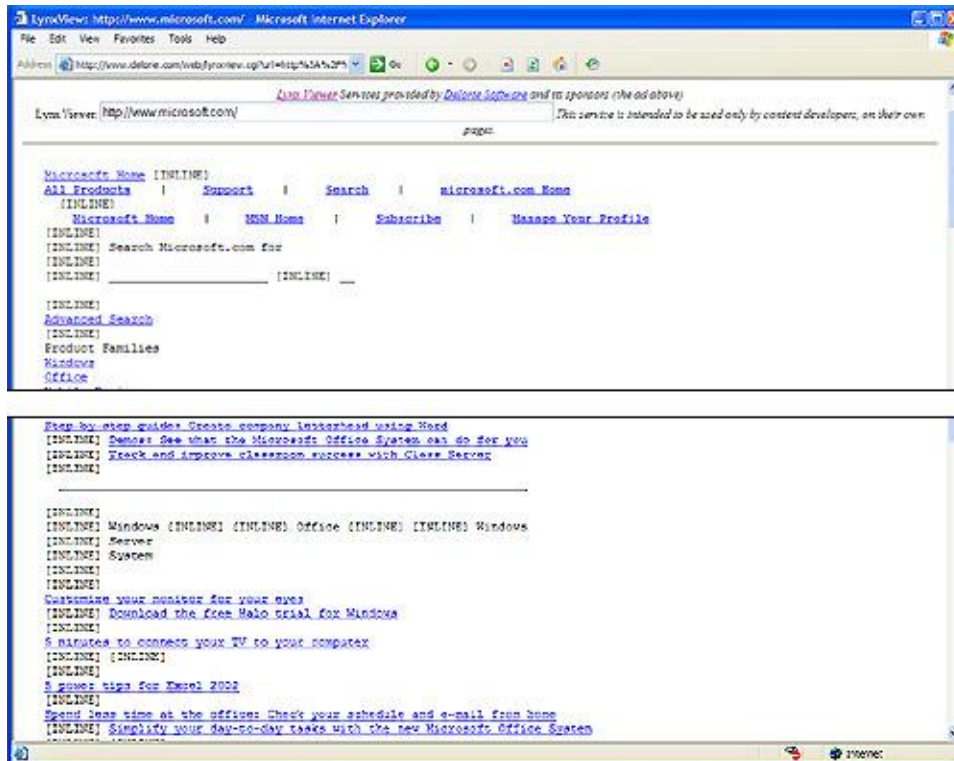 LynxView: http://www.microsoft.com/ - Microsoft Internet Explorer
File Edit View Favorites Tools Help
Address http://www.delorie.com/web/lynxview.cgi?url=http%3A%2F% Go
Lynx Viewer Services provided by Delorie Software and its sponsors (the ad above)
Lynx Viewer: http://www.microsoft.com/ This service is intended to be used only by content developers, on their own
pages.
Microsoft Home [INLINE]
All Products | Support | Search | microsoft.com Home
[INLINE]
Microsoft Home | MSN Home | Subscribe | Manage Your Profile
[INLINE]
[INLINE] Search Microsoft.com for
[INLINE]
[INLINE] ____________________ [INLINE] __
[INLINE]
Advanced Search
[INLINE]
Product Families
Windows
Office
Step-by-step guide: Create company letterhead using Word
[INLINE] Demos: See what the Microsoft Office System can do for you
[INLINE] Track and improve classroom success with Class Server
[INLINE]
[INLINE]
[INLINE] Windows [INLINE] [INLINE] Office [INLINE] [INLINE] Windows
[INLINE] Server
[INLINE] System
[INLINE]
[INLINE]
Customize your monitor for your eyes
[INLINE] Download the free Halo trial for Windows
[INLINE]
5 minutes to connect your TV to your computer
[INLINE] [INLINE]
[INLINE]
5 power tips for Excel 2002
[INLINE]
Spend less time at the office: Check your schedule and e-mail from home
[INLINE] Simplify your day-to-day tasks with the new Microsoft Office System
Internet